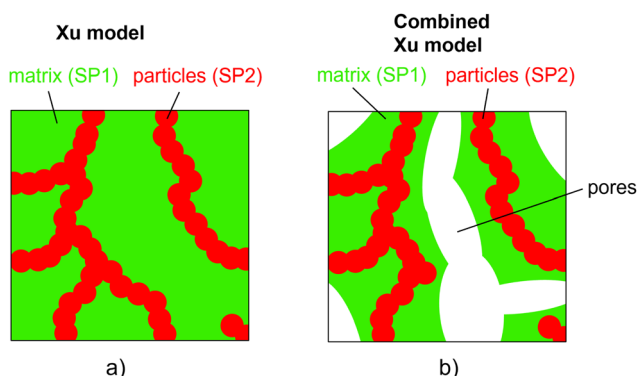 Xu model
matrix (SP1) particles (SP2)
a)
Combined
Xu model
matrix (SP1) particles (SP2)
pores
b)